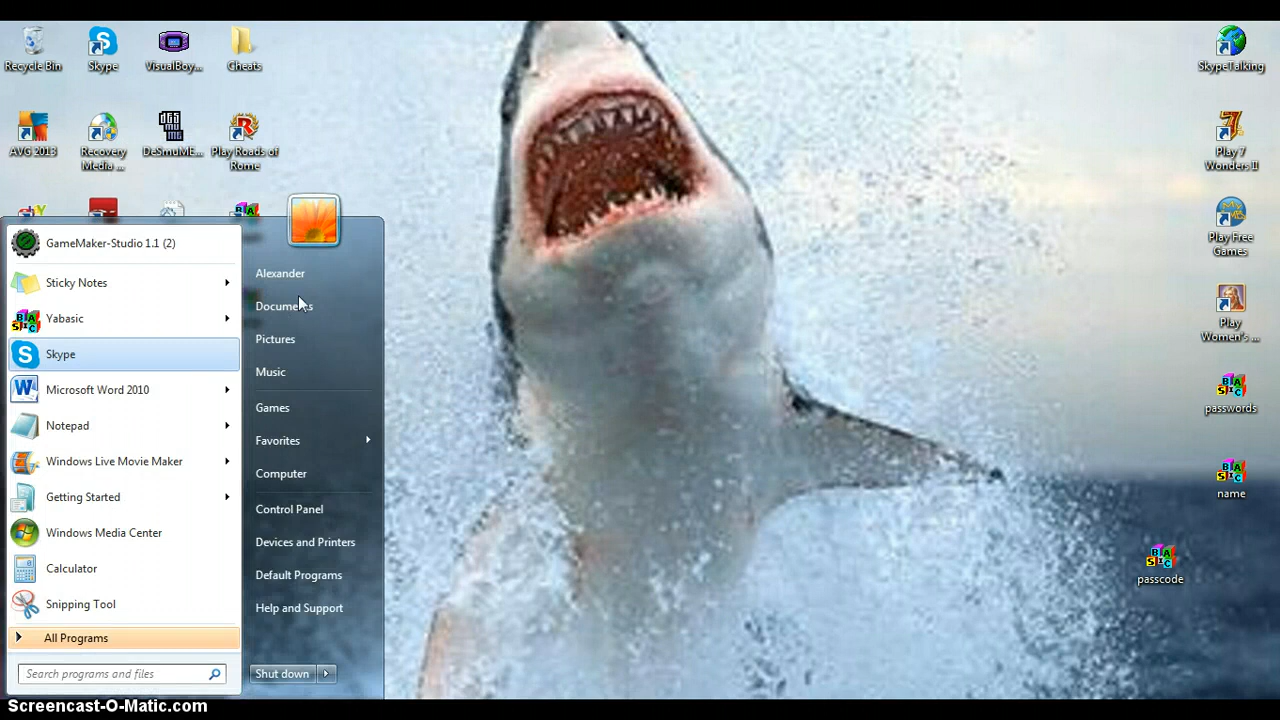 Recycle Bin
Skype
VisualBoy...
Cheats
SkypeTalking
AVG 2013
Recovery
Media ...
DeSmuME...
Play Roads of
Rome
Play 7
Wonders II
Play Free
Games
Play
Women's ...
passwords
name
passcode
GameMaker-Studio 1.1 (2)
Sticky Notes
Yabasic
Skype
Microsoft Word 2010
Notepad
Windows Live Movie Maker
Getting Started
Windows Media Center
Calculator
Snipping Tool
All Programs
Search programs and files
Alexander
Documents
Pictures
Music
Games
Favorites
Computer
Control Panel
Devices and Printers
Default Programs
Help and Support
Shut down
Screencast-O-Matic.com